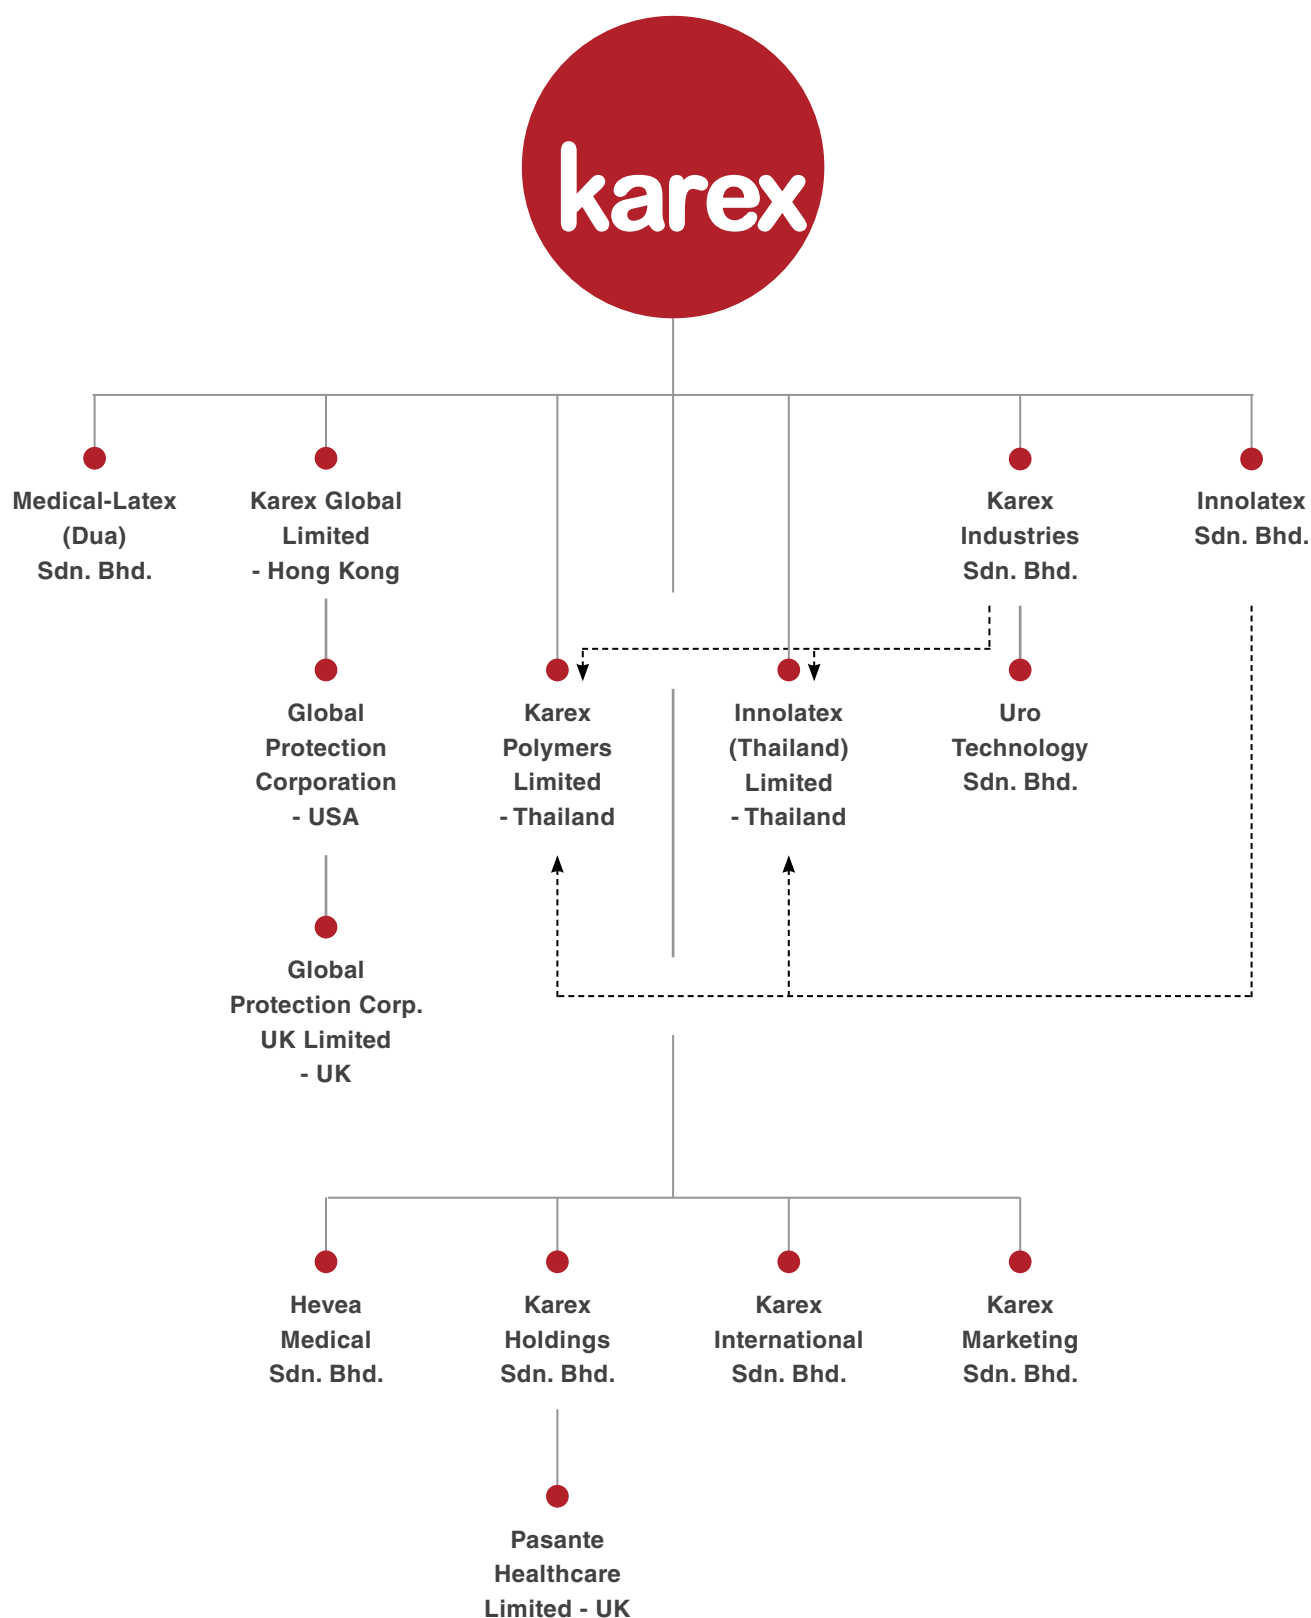 karex
Medical-Latex
(Dua)
Sdn. Bhd.
Karex Global
Limited
- Hong Kong
Karex
Industries
Sdn. Bhd.
Innolatex
Sdn. Bhd.
Global
Protection
Corporation
- USA
Karex
Polymers
Limited
- Thailand
Innolatex
(Thailand)
Limited
- Thailand
Uro
Technology
Sdn. Bhd.
Global
Protection Corp.
UK Limited
- UK
Hevea
Medical
Sdn. Bhd.
Karex
Holdings
Sdn. Bhd.
Karex
International
Sdn. Bhd.
Karex
Marketing
Sdn. Bhd.
Pasante
Healthcare
Limited - UK